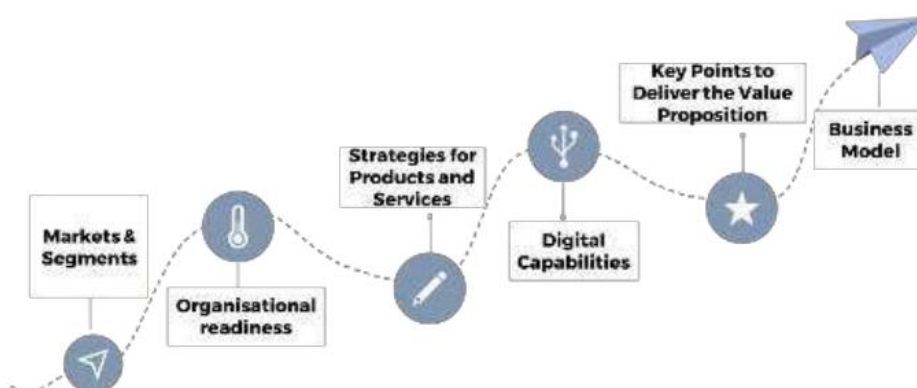 Markets &
Segments
Organisational
readiness
Strategies for
Products and
Services
Digital
Capabilities
Key Points to
Deliver the Value
Proposition
Business
Model